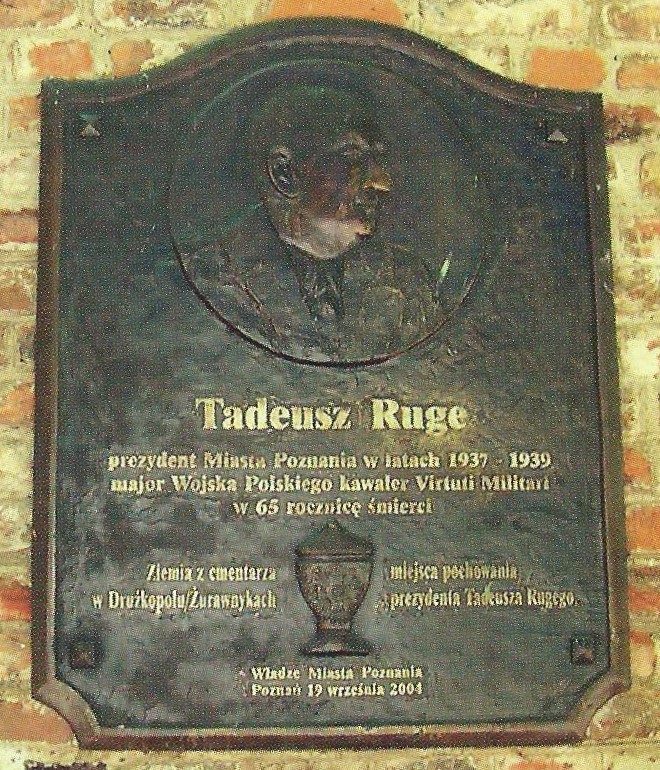 Tadeusz Ruge
prezydent Miasta Poznania w latach 1937 - 1939
major Wojska Polskiego kawaler Virtuti Militari
w 65 rocznicę śmierci
Ziemia z cmentarza
w Drużkopolu/Żurawnykach
miejsca pochowania
prezydenta Tadeusza Rugego
Władze Miasta Poznania
Poznań 19 września 2004